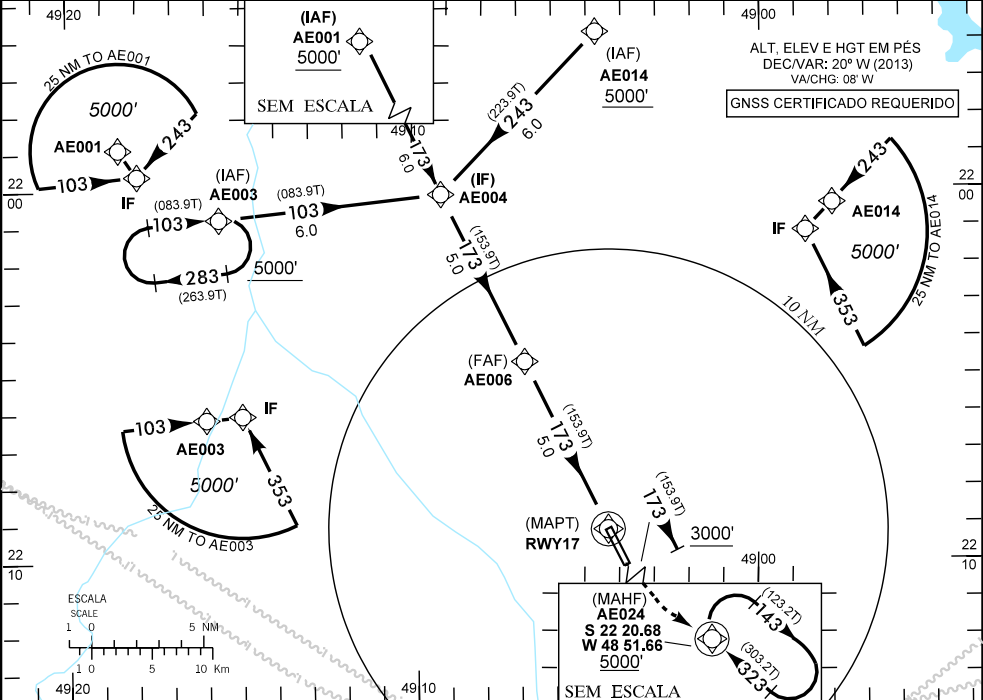 49 20
49 00
(IAF)
AE001
5000'
SEM ESCALA
49 10
173
6.0
(IAF)
AE014
5000'
(223.9T)
243
6.0
ALT, ELEV E HGT EM PÉS
DEC/VAR: 20º W (2013)
VA/CHG: 08' W
GNSS CERTIFICADO REQUERIDO
25 NM TO AE001
5000'
AE001
243
103
IF
22
00
(IAF)
AE003
(083.9T)
103
(083.9T)
103
6.0
283
(263.9T)
5000'
(IF)
AE004
(153.9T)
173
5.0
22
00
243
AE014
IF
5000'
353
25 NM TO AE014
10 NM
(FAF)
AE006
(153.9T)
173
5.0
103
IF
AE003
5000'
353
25 NM TO AE003
(MAPT)
RWY17
(153.9T)
173
3000'
22
10
22
10
49 00
ESCALA
SCALE
1 0 5 NM
1 0 5 10 Km
(MAHF)
AE024
S 22 20.68
W 48 51.66
5000'
(123.2T)
143
(303.2T)
323
SEM ESCALA
49 20
49 10